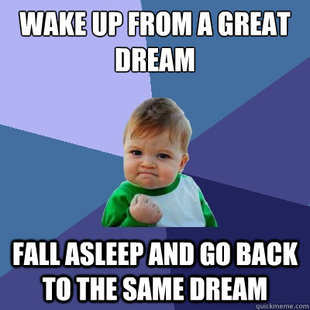 WAKE UP FROM A GREAT
DREAM
FALL ASLEEP AND GO BACK
TO THE SAME DREAM
quickmeme.com